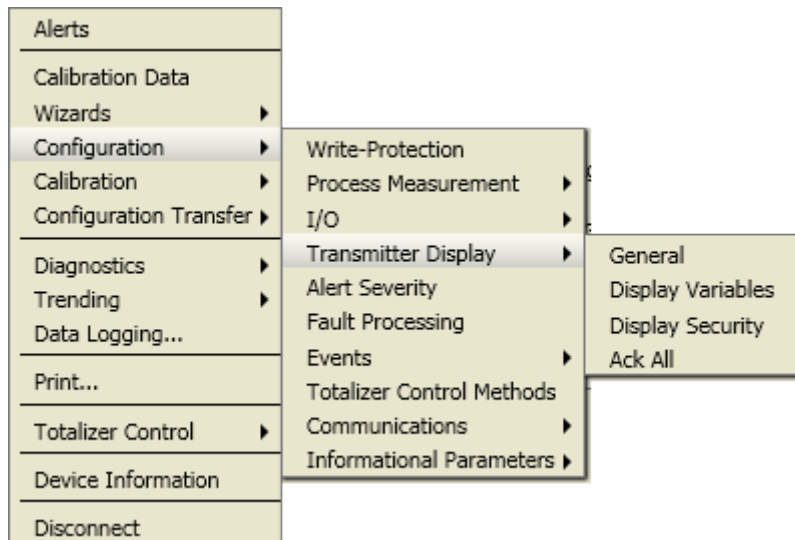 Alerts
Calibration Data
Wizards
Configuration
Calibration
Configuration Transfer
Diagnostics
Trending
Data Logging...
Print...
Totalizer Control
Device Information
Disconnect
Write-Protection
Process Measurement
I/O
Transmitter Display
Alert Severity
Fault Processing
Events
Totalizer Control Methods
Communications
Informational Parameters
General
Display Variables
Display Security
Ack All